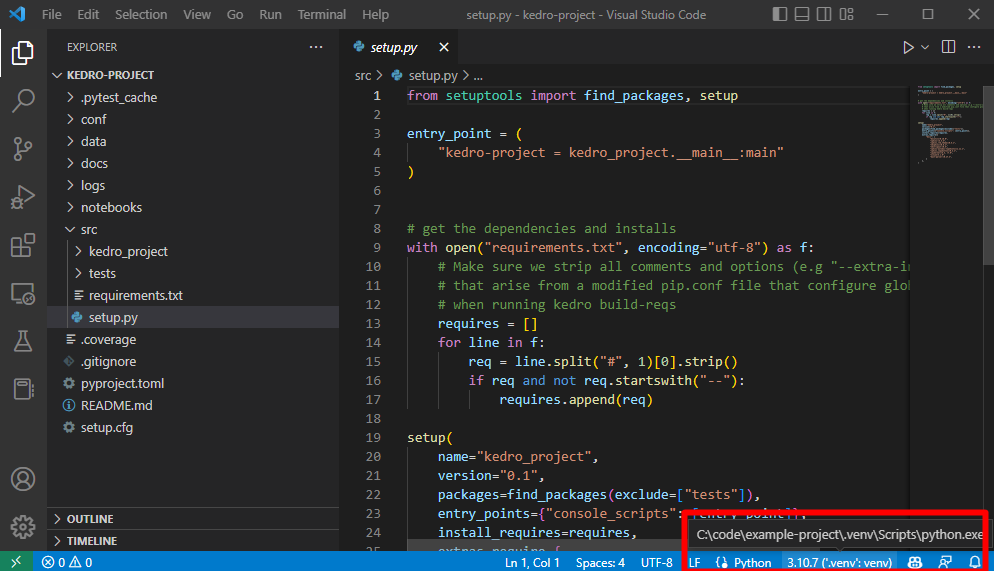 File Edit Selection View Go Run Terminal Help setup.py - kedro-project - Visual Studio Code
EXPLORER
KEDRO-PROJECT
.pytest_cache
conf
data
docs
logs
notebooks
src
kedro_project
tests
requirements.txt
setup.py
.coverage
.gitignore
pyproject.toml
README.md
setup.cfg
OUTLINE
TIMELINE
setup.py
src > setup.py > ...
1 from setuptools import find_packages, setup
2
3 entry_point = (
4 "kedro-project = kedro_project.__main__:main"
5 )
6
7
8 # get the dependencies and installs
9 with open("requirements.txt", encoding="utf-8") as f:
10 # Make sure we strip all comments and options (e.g "--extra-in
11 # that arise from a modified pip.conf file that configure glob
12 # when running kedro build-reqs
13 requires = []
14 for line in f:
15 req = line.split("#", 1)[0].strip()
16 if req and not req.startswith("--"):
17 requires.append(req)
18
19 setup(
20 name="kedro_project",
21 version="0.1",
22 packages=find_packages(exclude=["tests"]),
23 entry_points={"console_scripts": [entry_point]},
24 install_requires=requires,
25 extras_require {
C:\code\example-project\.venv\Scripts\python.exe
0 0 Ln 1, Col 1 Spaces: 4 UTF-8 LF Python 3.10.7 ('.venv': venv)